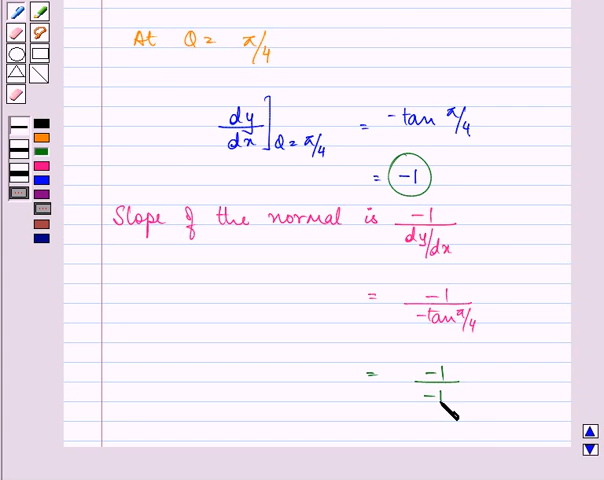 At Q = π/4
dy/dx]Q = π/4 = -tan π/4
= -1
Slope of the normal is -1/(dy/dx)
= -1/(-tan π/4)
= -1/-1